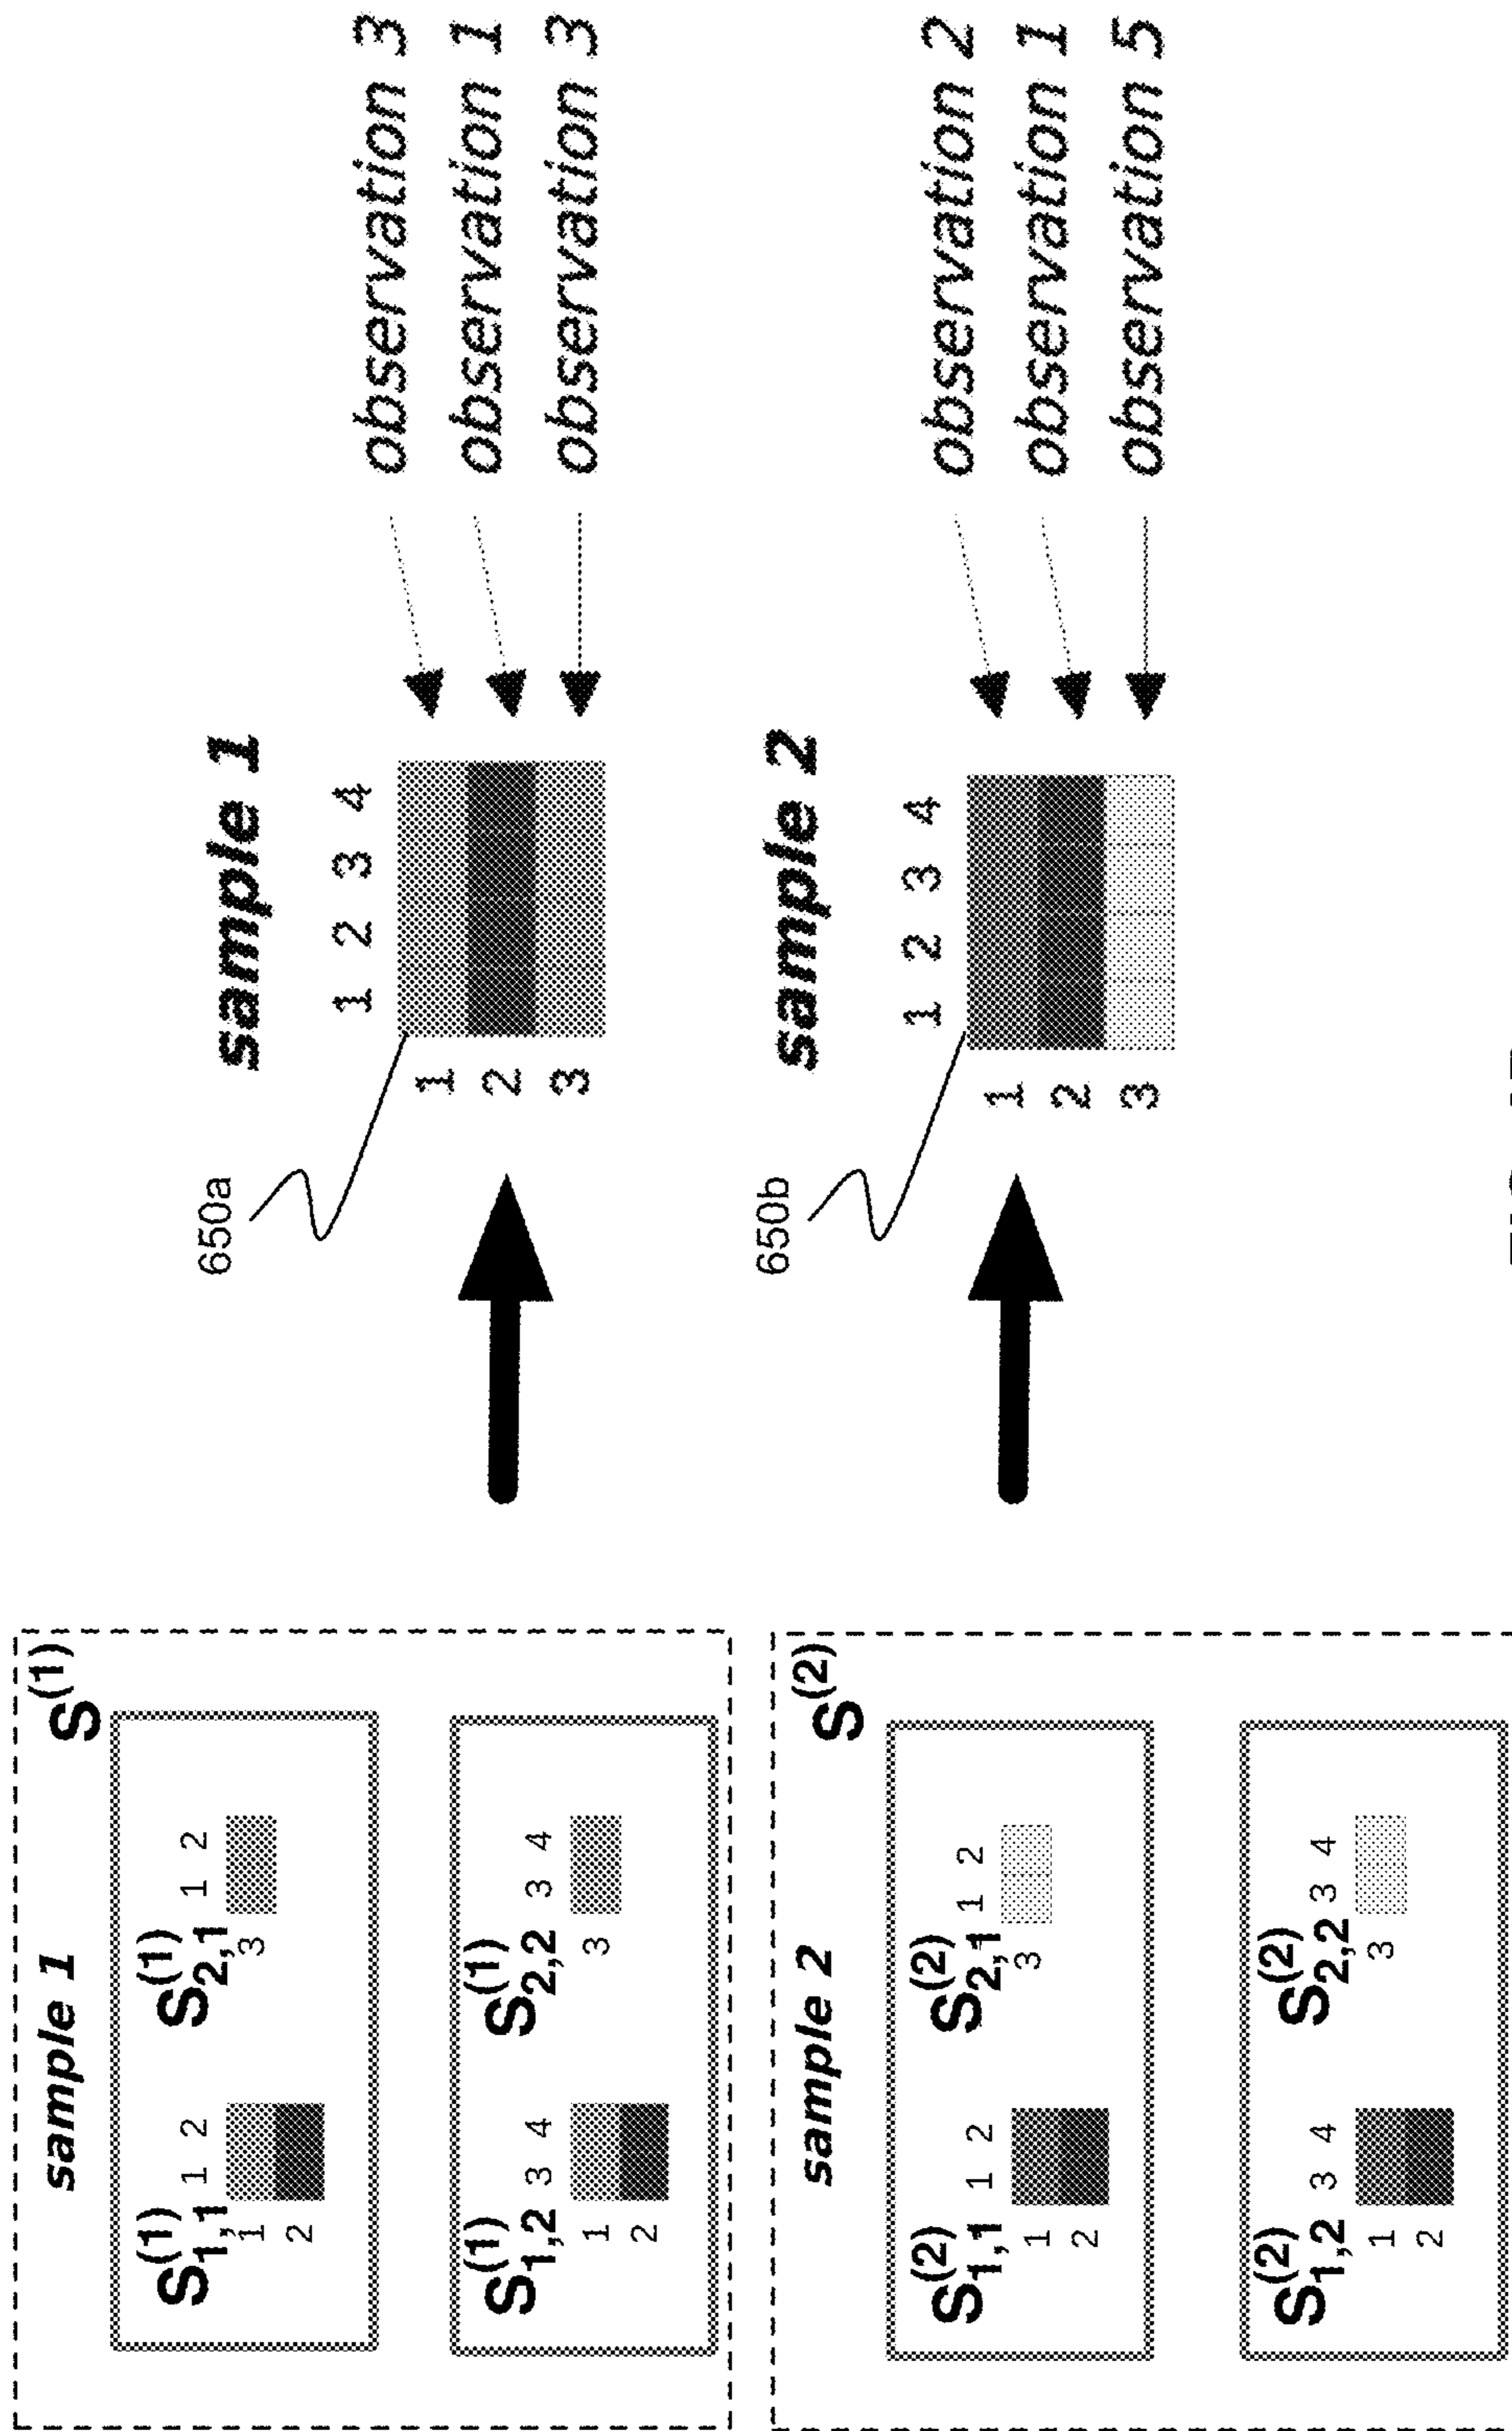 sample 1 S(1)
S(1)1,1 1 2 S(1)2,1 1 2
1 3
2
S(1)1,2 3 4 S(1)2,2 3 4
1 3
2
sample 2 S(2)
S(2)1,1 1 2 S(2)2,1 1 2
1 3
2
S(2)1,2 3 4 S(2)2,2 3 4
1 3
2
650a
sample 1
1 2 3 4
1
2
3
observation 3
observation 1
observation 3
650b
sample 2
1 2 3 4
1
2
3
observation 2
observation 1
observation 5